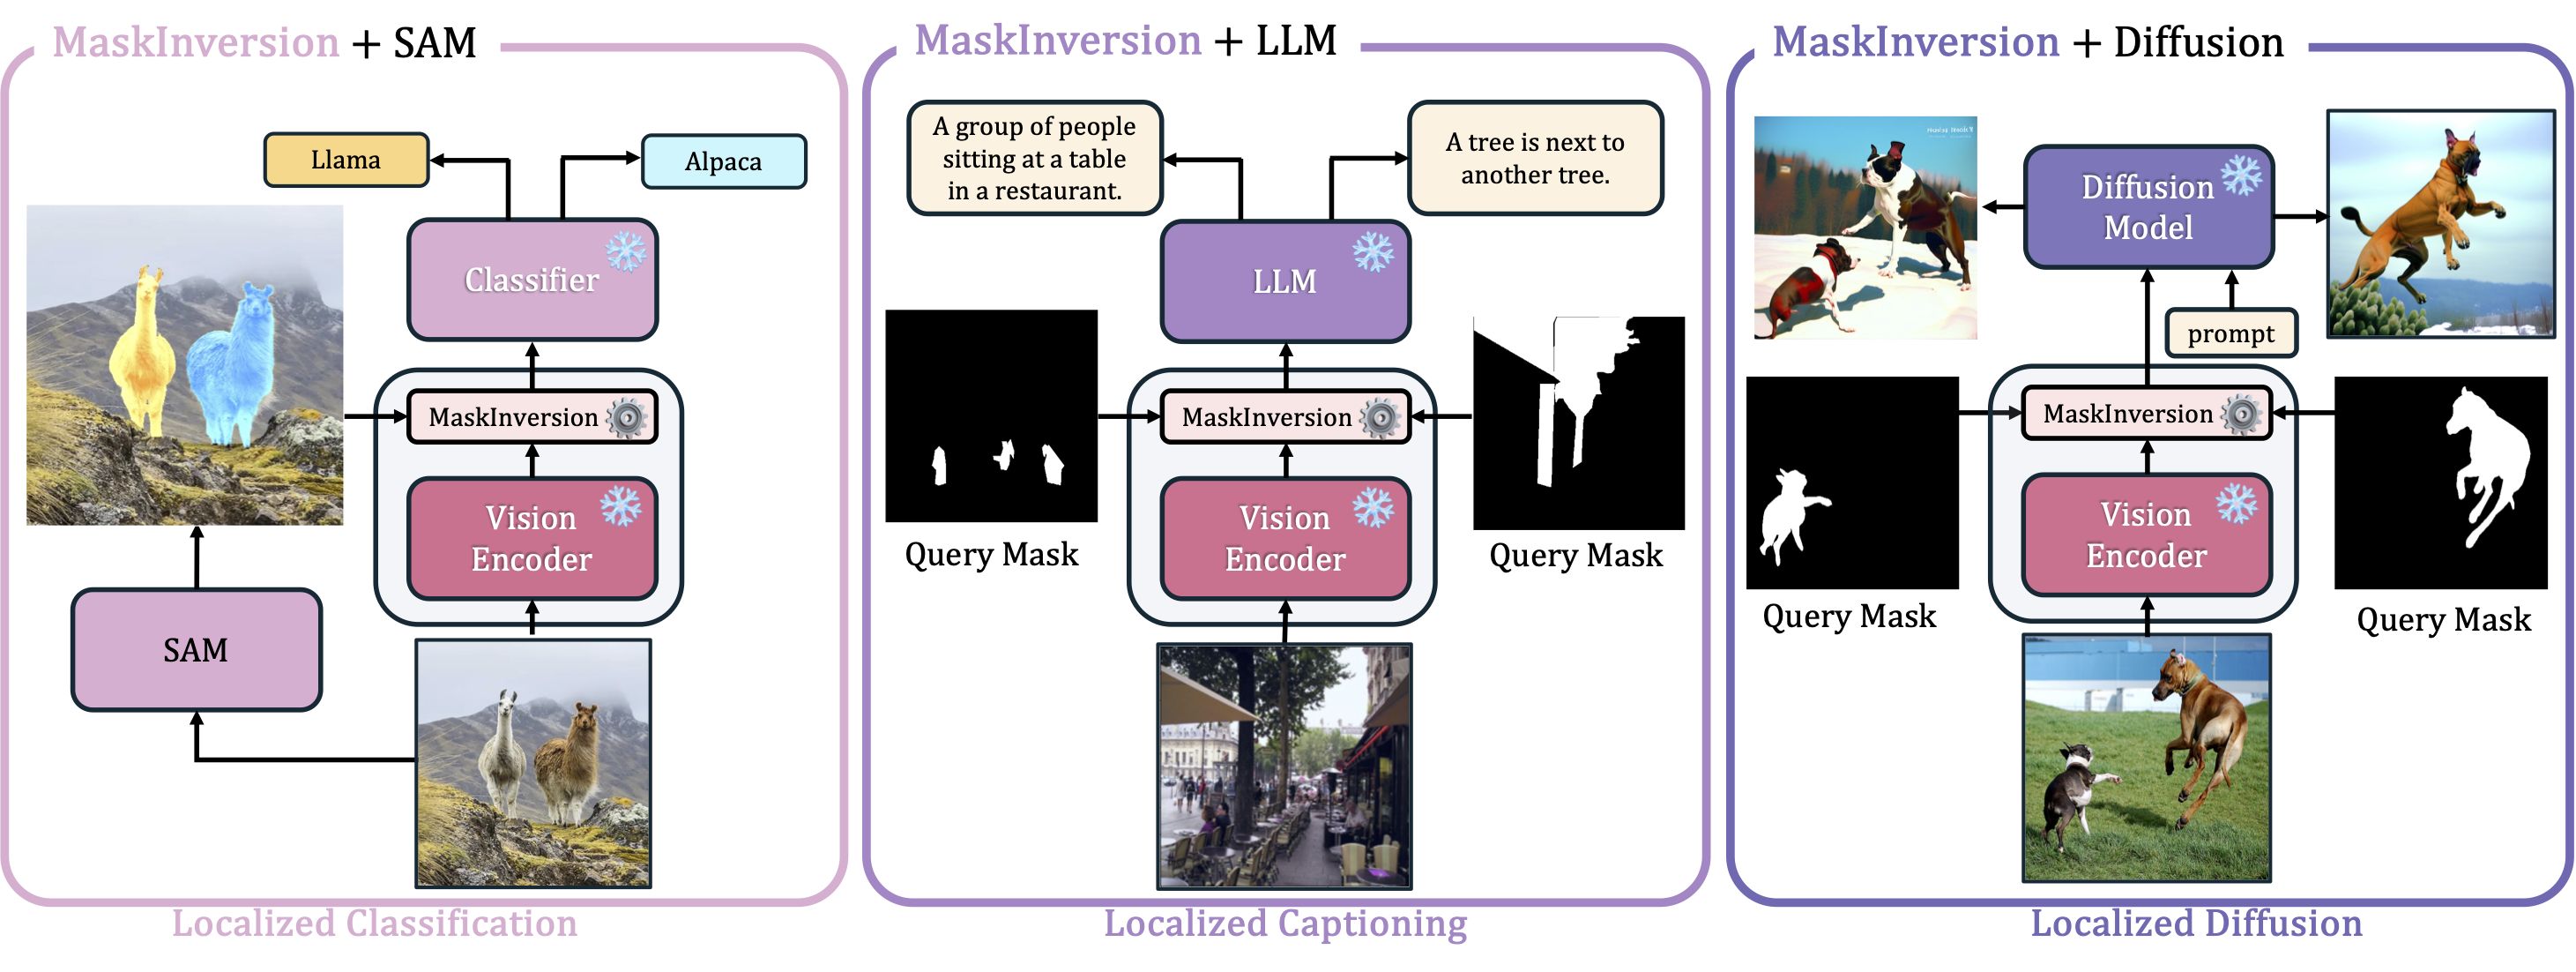 MaskInversion + SAM
Llama
Alpaca
Classifier
MaskInversion
Vision
Encoder
SAM
Localized Classification
MaskInversion + LLM
A group of people
sitting at a table
in a restaurant.
A tree is next to
another tree.
LLM
MaskInversion
Query Mask
Vision
Encoder
Query Mask
Localized Captioning
MaskInversion + Diffusion
Diffusion
Model
prompt
MaskInversion
Vision
Encoder
Query Mask
Query Mask
Localized Diffusion